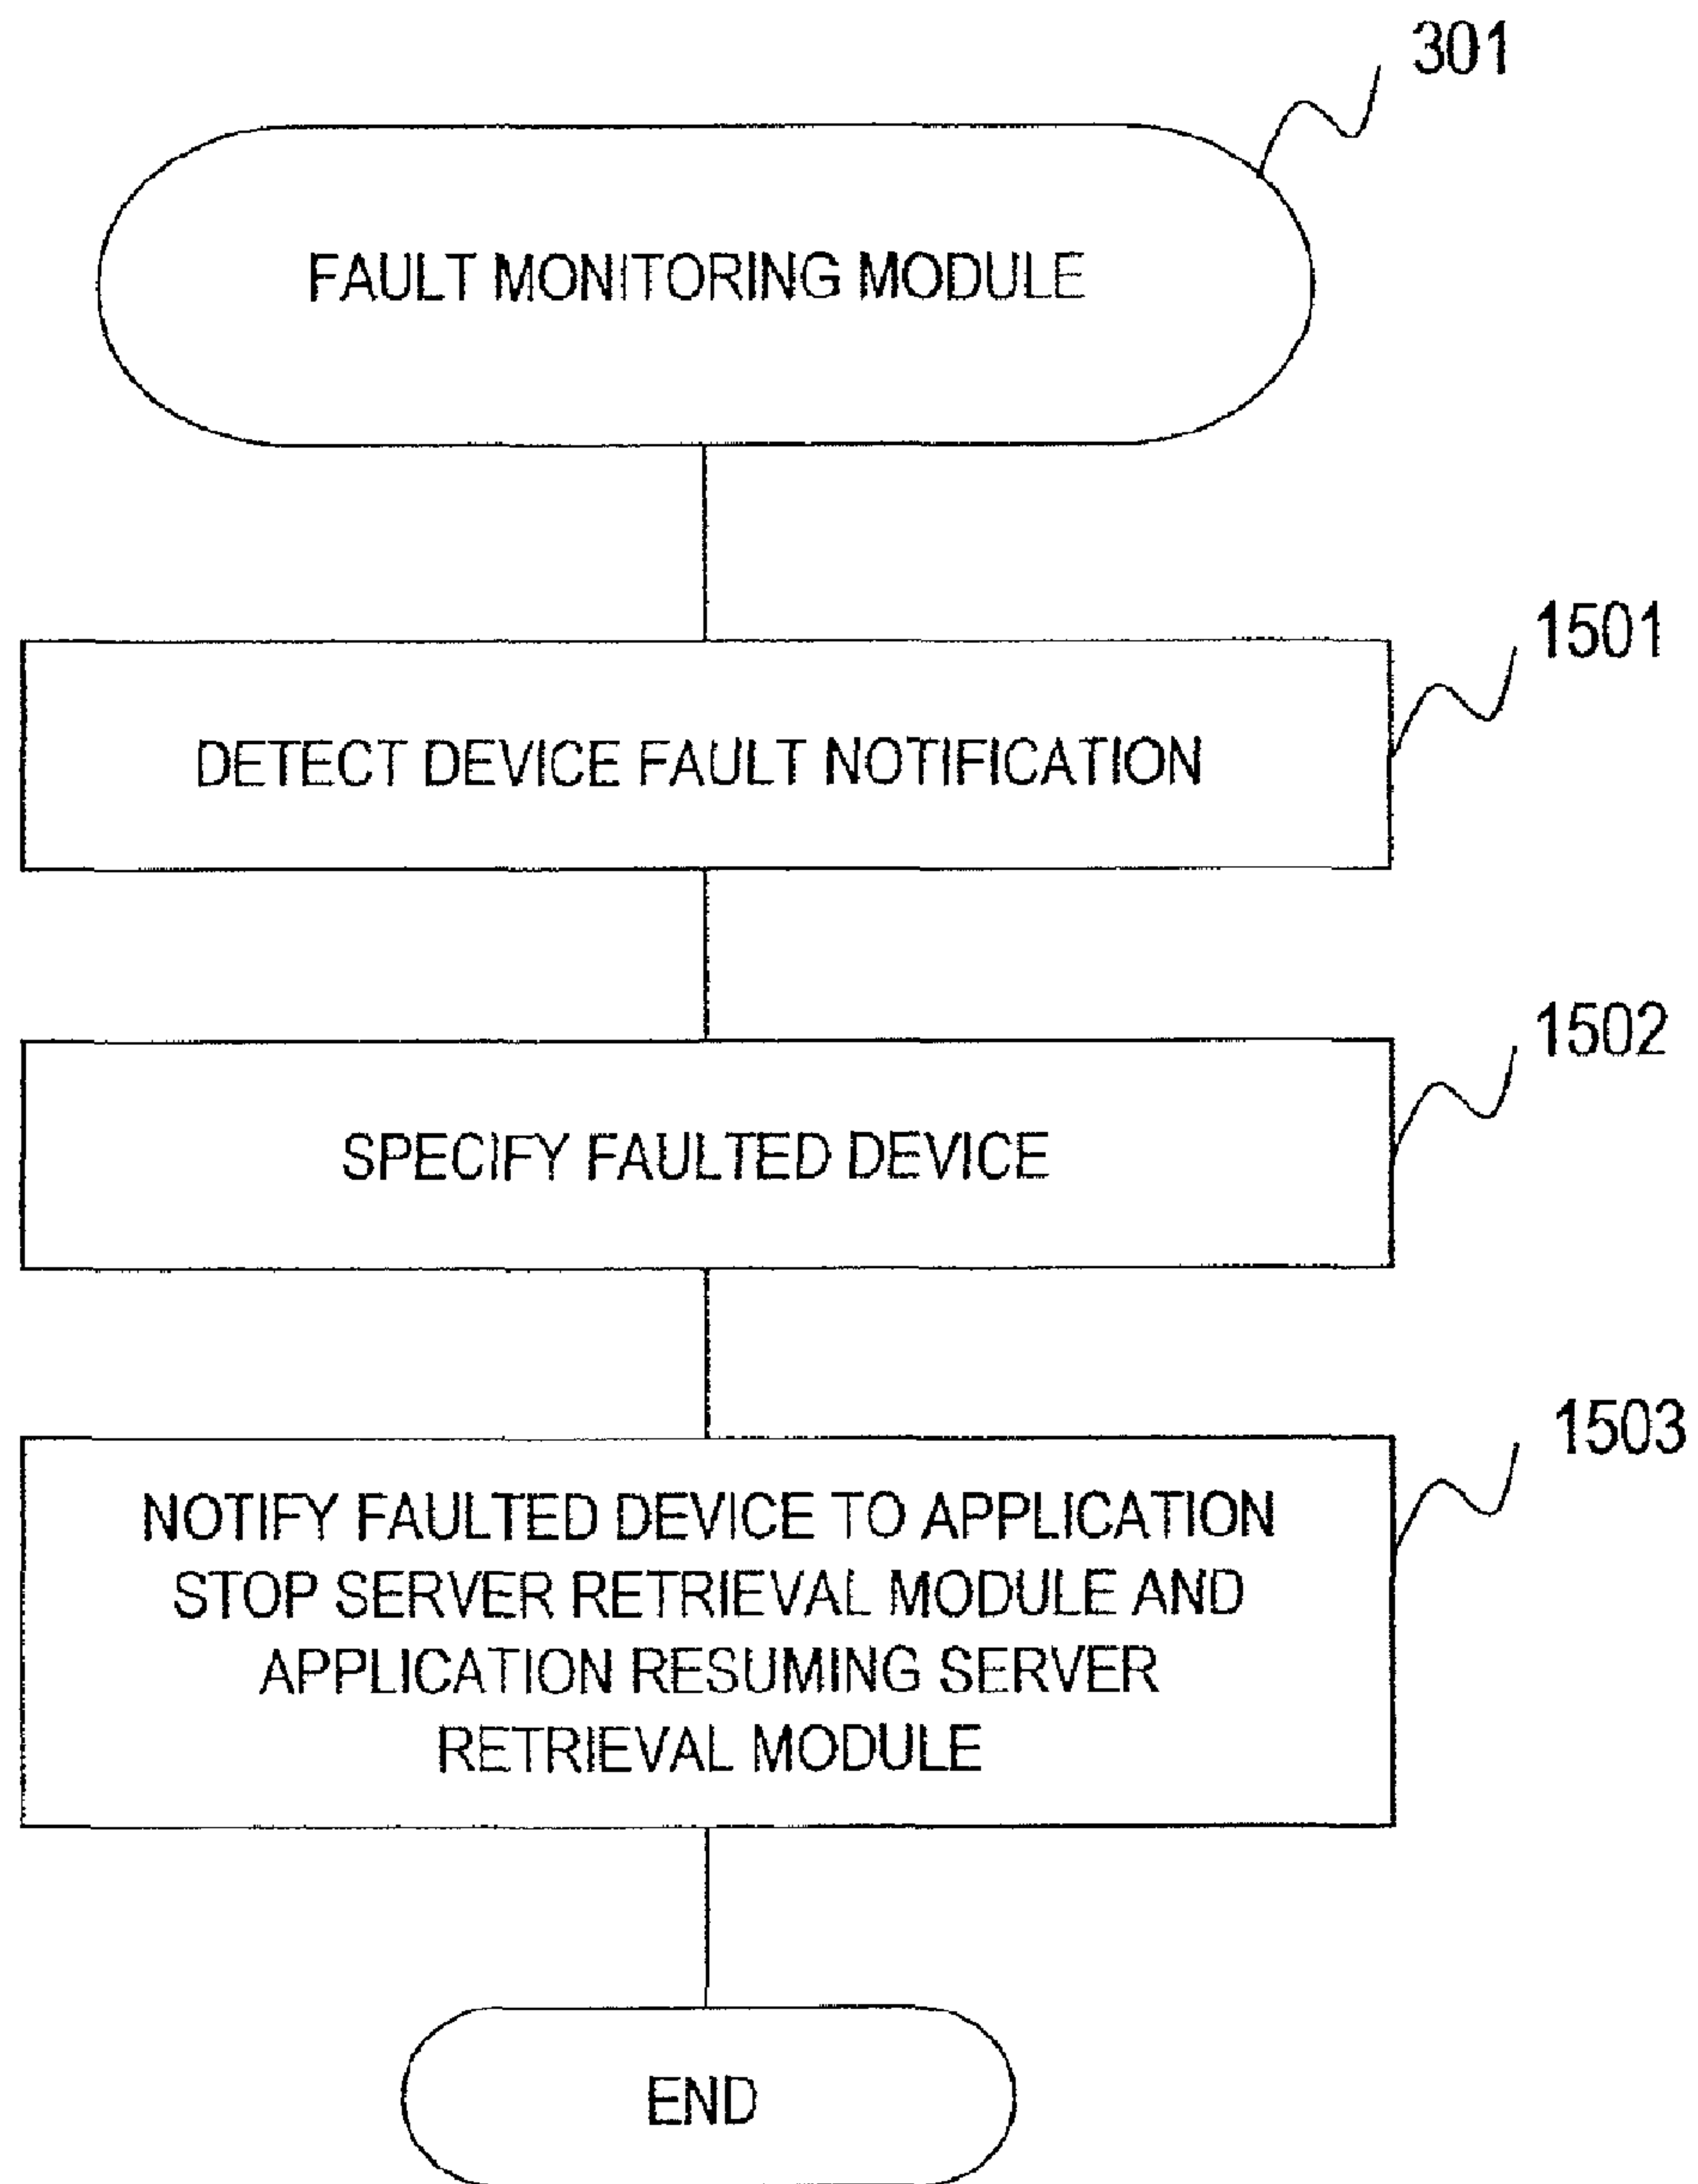 301
FAULT MONITORING MODULE
1501
DETECT DEVICE FAULT NOTIFICATION
1502
SPECIFY FAULTED DEVICE
1503
NOTIFY FAULTED DEVICE TO APPLICATION
STOP SERVER RETRIEVAL MODULE AND
APPLICATION RESUMING SERVER
RETRIEVAL MODULE
END